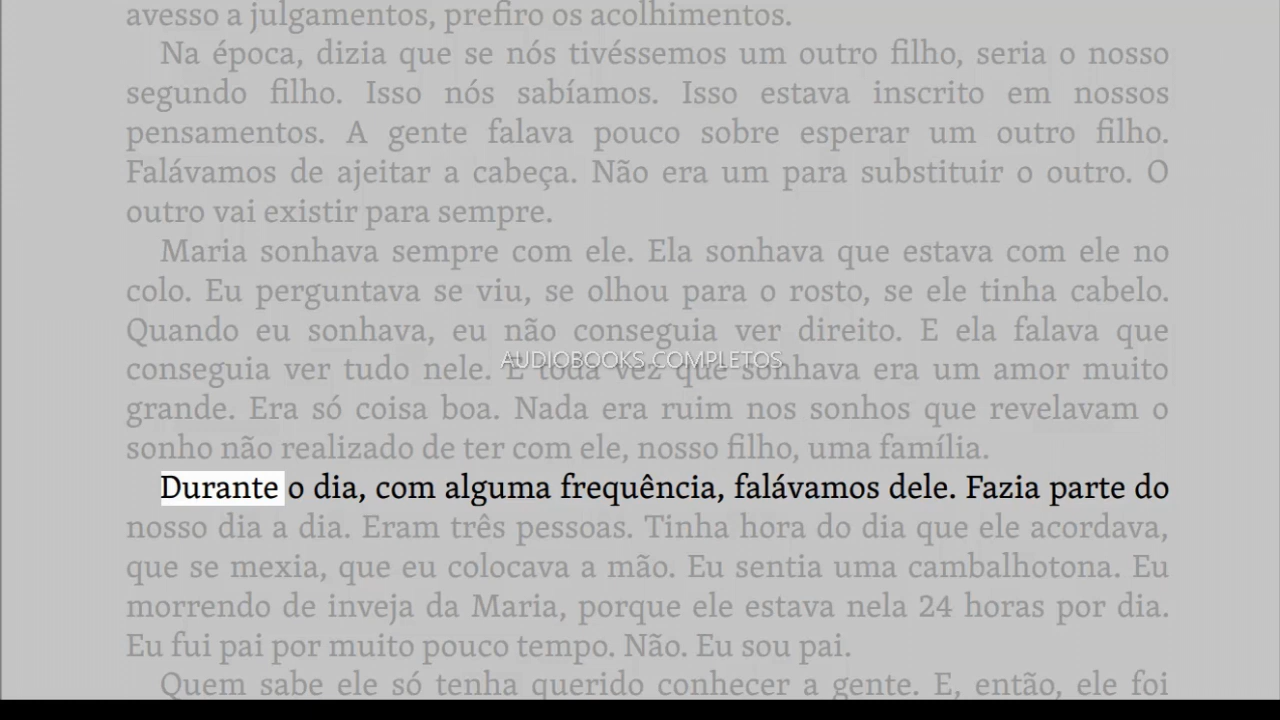 avesso a julgamentos, prefiro os acolhimentos.
Na época, dizia que se nós tivéssemos um outro filho, seria o nosso
segundo filho. Isso nós sabíamos. Isso estava inscrito em nossos
pensamentos. A gente falava pouco sobre esperar um outro filho.
Falávamos de ajeitar a cabeça. Não era um para substituir o outro. O
outro vai existir para sempre.
Maria sonhava sempre com ele. Ela sonhava que estava com ele no
colo. Eu perguntava se viu, se olhou para o rosto, se ele tinha cabelo.
Quando eu sonhava, eu não conseguia ver direito. E ela falava que
AUDIOBOOKS COMPLETOS
conseguia ver tudo nele. E toda vez que sonhava era um amor muito
grande. Era só coisa boa. Nada era ruim nos sonhos que revelavam o
sonho não realizado de ter com ele, nosso filho, uma família.
Durante o dia, com alguma frequência, falávamos dele. Fazia parte do
nosso dia a dia. Eram três pessoas. Tinha hora do dia que ele acordava,
que se mexia, que eu colocava a mão. Eu sentia uma cambalhotona. Eu
morrendo de inveja da Maria, porque ele estava nela 24 horas por dia.
Eu fui pai por muito pouco tempo. Não. Eu sou pai.
Quem sabe ele só tenha querido conhecer a gente. E, então, ele foi